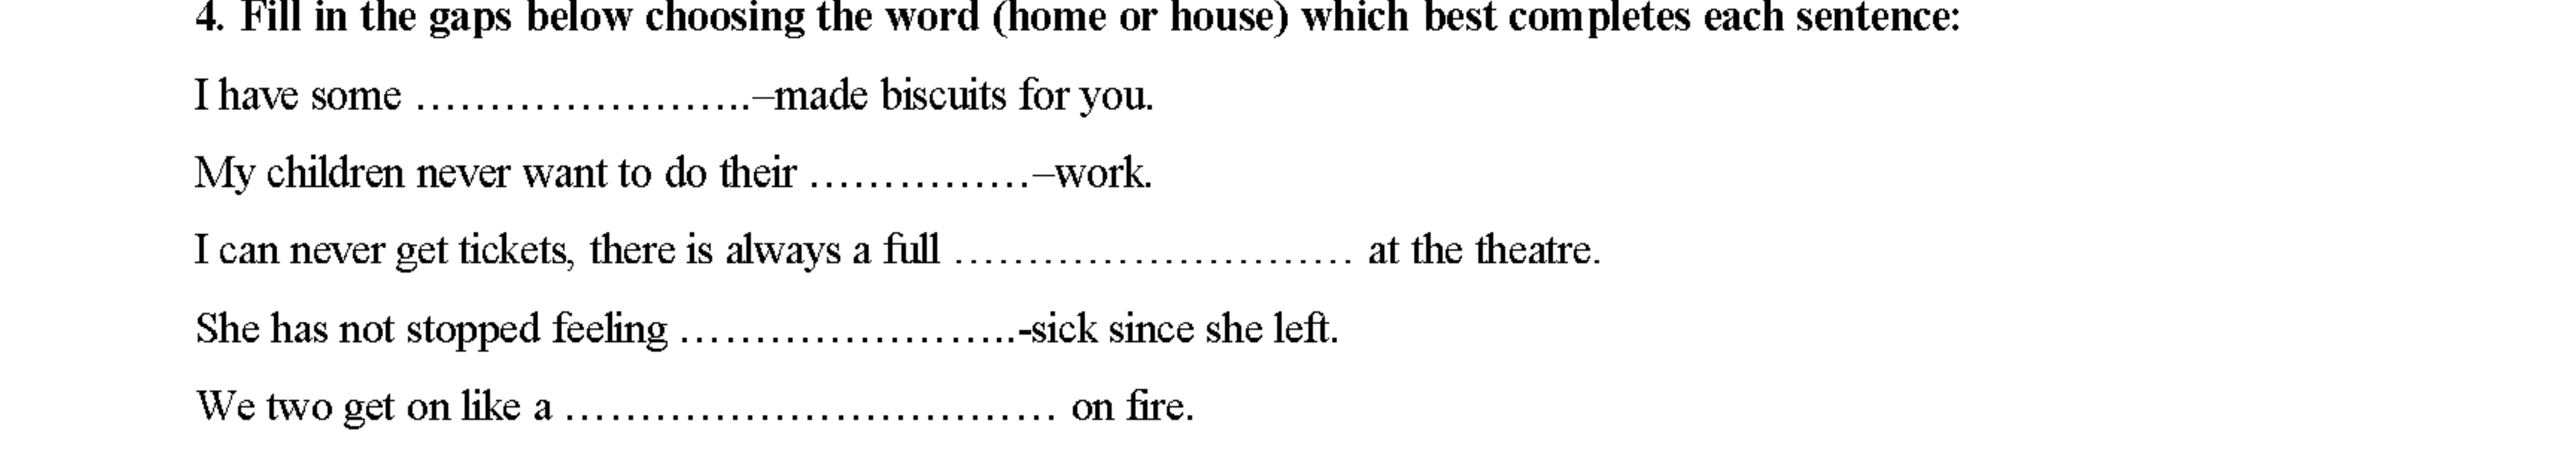 4. Fill in the gaps below choosing the word (home or house) which best completes each sentence:
I have some …………………..–made biscuits for you.
My children never want to do their ……………–work.
I can never get tickets, there is always a full ……………………… at the theatre.
She has not stopped feeling …………………..-sick since she left.
We two get on like a …………………………… on fire.